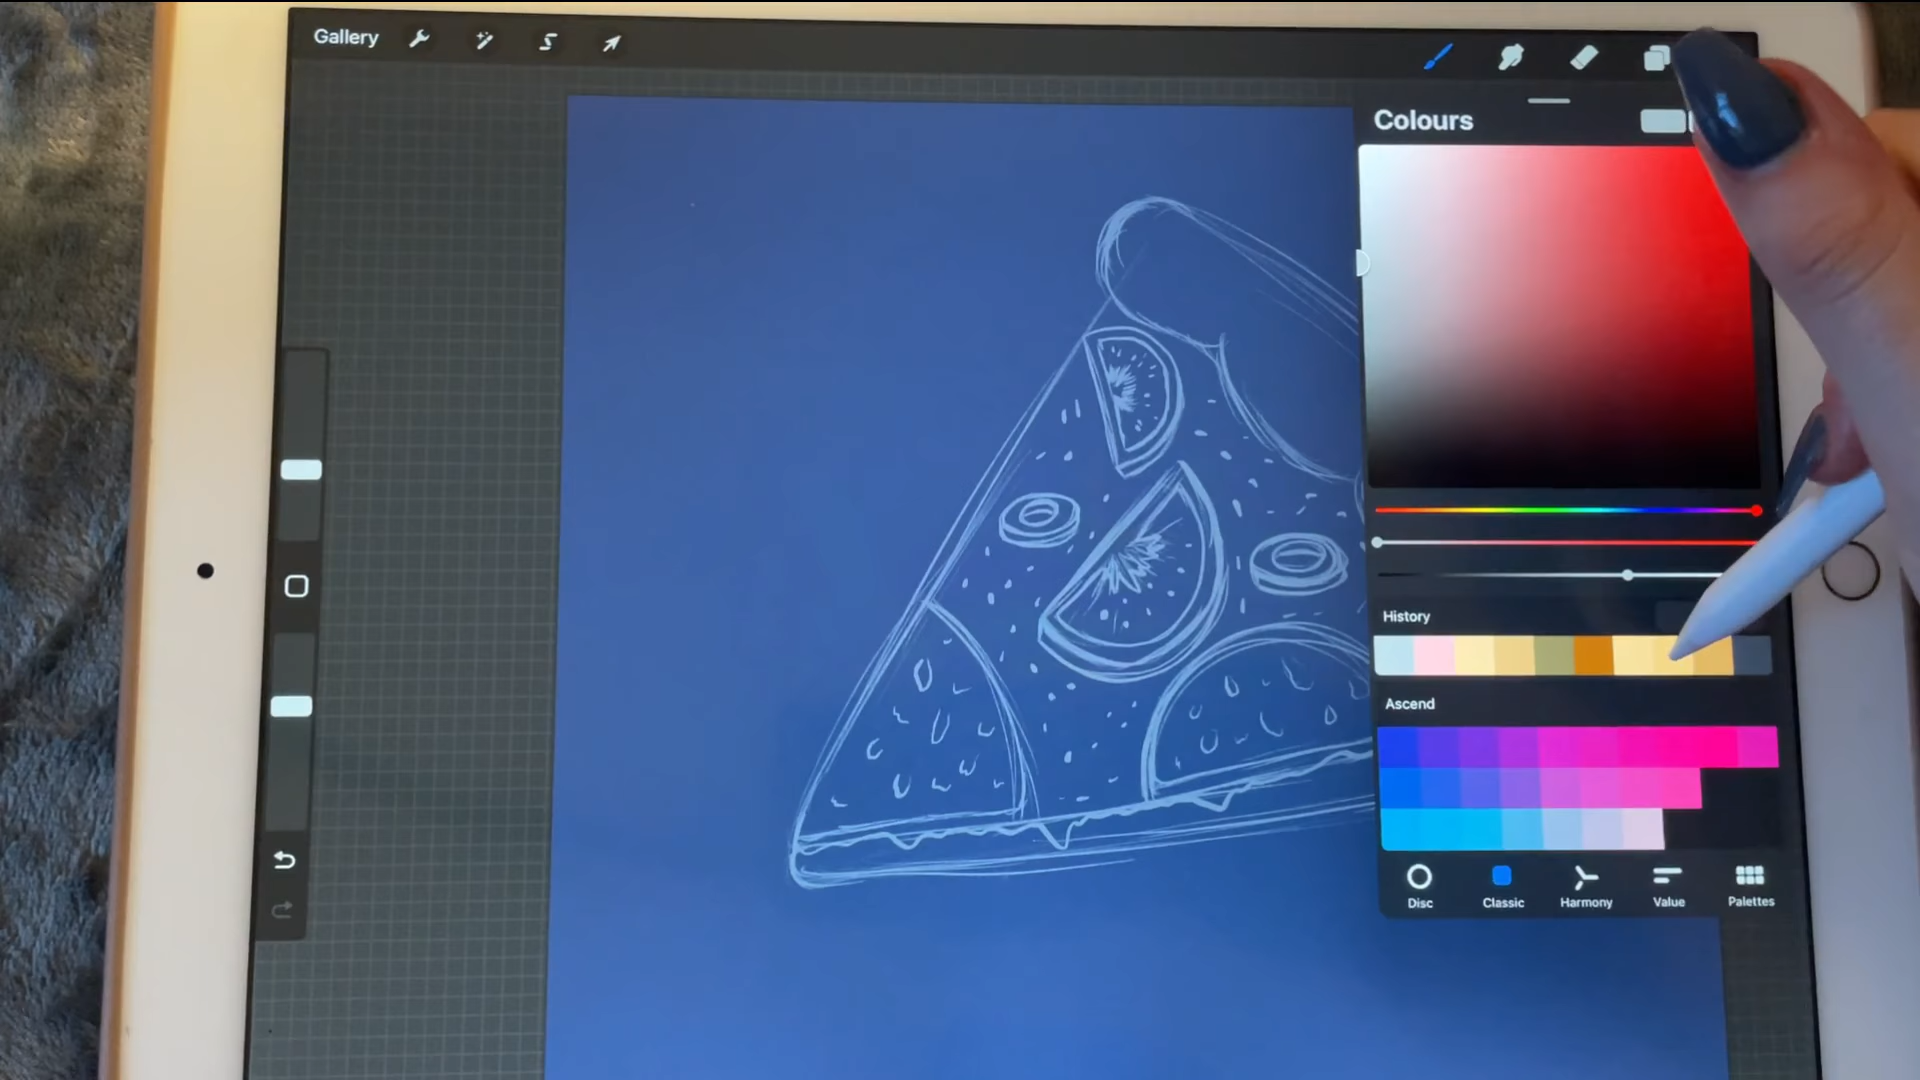 Gallery
Colours
History
Ascend
Disc
Classic
Harmony
Value
Palettes